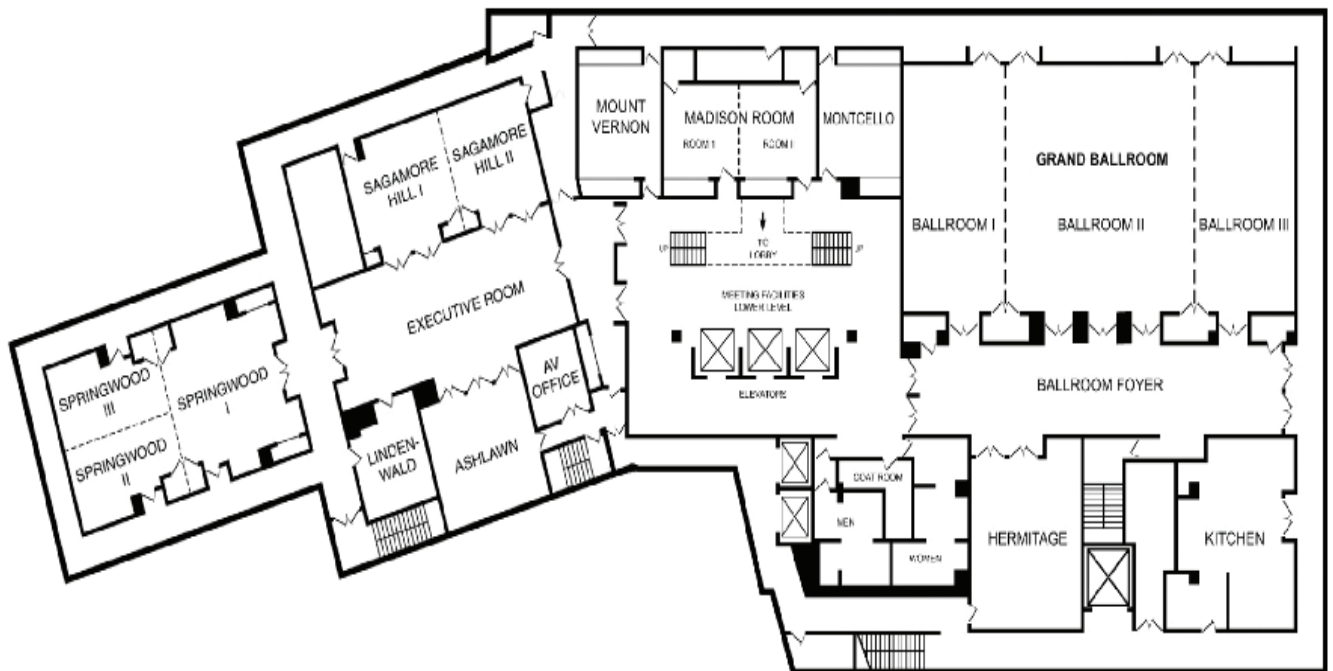 MOUNT
VERNON
MADISON ROOM
ROOM 1
ROOM I
MONTCELLO
GRAND BALLROOM
BALLROOM I
BALLROOM II
BALLROOM III
SAGAMORE
HILL I
SAGAMORE
HILL II
UP
TO
LOBBY
UP
MEETING FACILITIES
LOWER LEVEL
EXECUTIVE ROOM
ELEVATORS
BALLROOM FOYER
AV
OFFICE
SPRINGWOOD
III
SPRINGWOOD
I
SPRINGWOOD
II
LINDEN-
WALD
ASHLAWN
COAT ROOM
MEN
WOMEN
HERMITAGE
KITCHEN